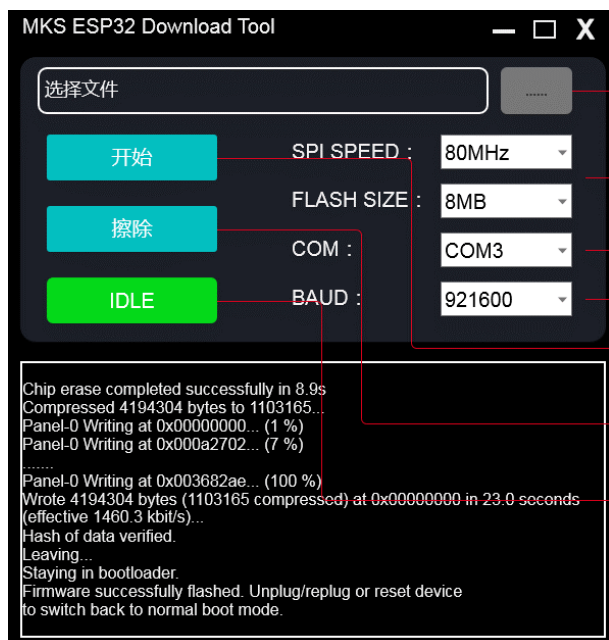 MKS ESP32 Download Tool
选择文件
......
开始
SPI SPEED：
80MHz
FLASH SIZE：
8MB
擦除
COM：
COM3
IDLE
BAUD：
921600
Chip erase completed successfully in 8.9s
Compressed 4194304 bytes to 1103165...
Panel-0 Writing at 0x00000000... (1 %)
Panel-0 Writing at 0x000a2702... (7 %)
.......
Panel-0 Writing at 0x003682ae... (100 %)
Wrote 4194304 bytes (1103165 compressed) at 0x00000000 in 23.0 seconds
(effective 1460.3 kbit/s)...
Hash of data verified.
Leaving...
Staying in bootloader.
Firmware successfully flashed. Unplug/replug or reset device
to switch back to normal boot mode.